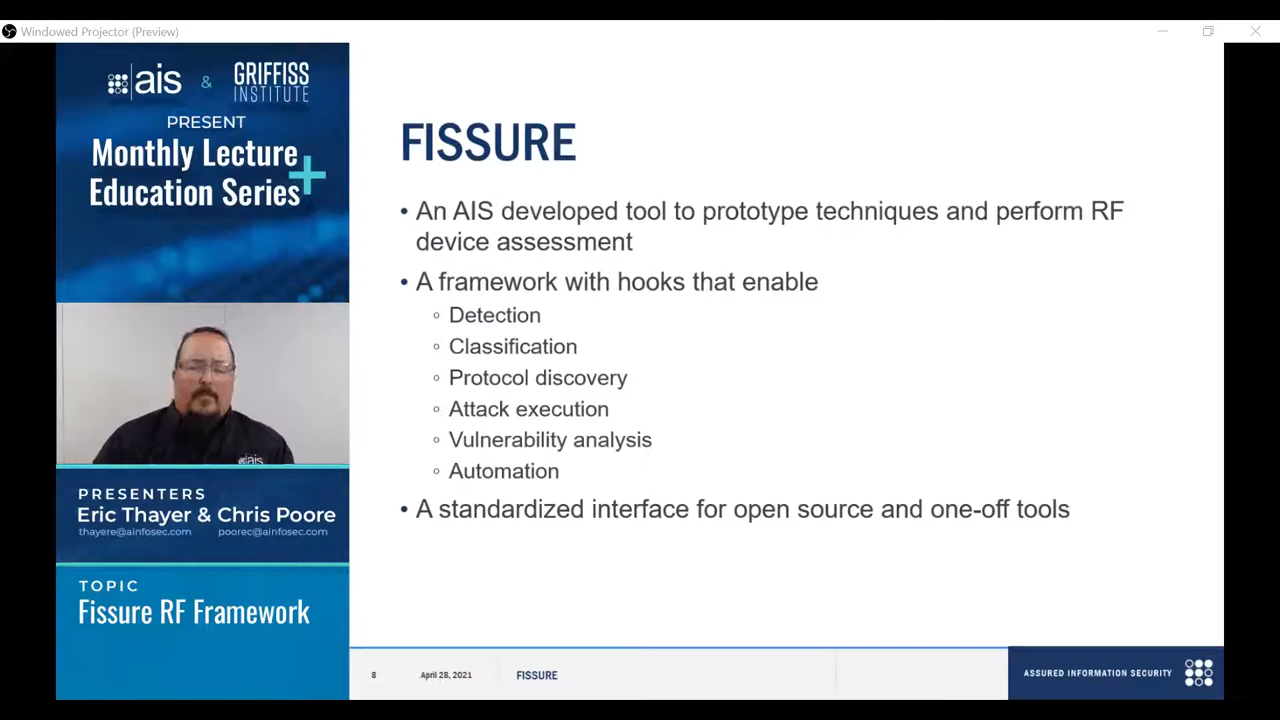 Windowed Projector (Preview)
ais & GRIFFISS INSTITUTE
PRESENT
Monthly Lecture
Education Series
FISSURE
• An AIS developed tool to prototype techniques and perform RF
device assessment
• A framework with hooks that enable
◦ Detection
◦ Classification
◦ Protocol discovery
◦ Attack execution
◦ Vulnerability analysis
◦ Automation
• A standardized interface for open source and one-off tools
ais
PRESENTERS
Eric Thayer & Chris Poore
thayere@ainfosec.com poorec@ainfosec.com
TOPIC
Fissure RF Framework
8 April 28, 2021 FISSURE ASSURED INFORMATION SECURITY